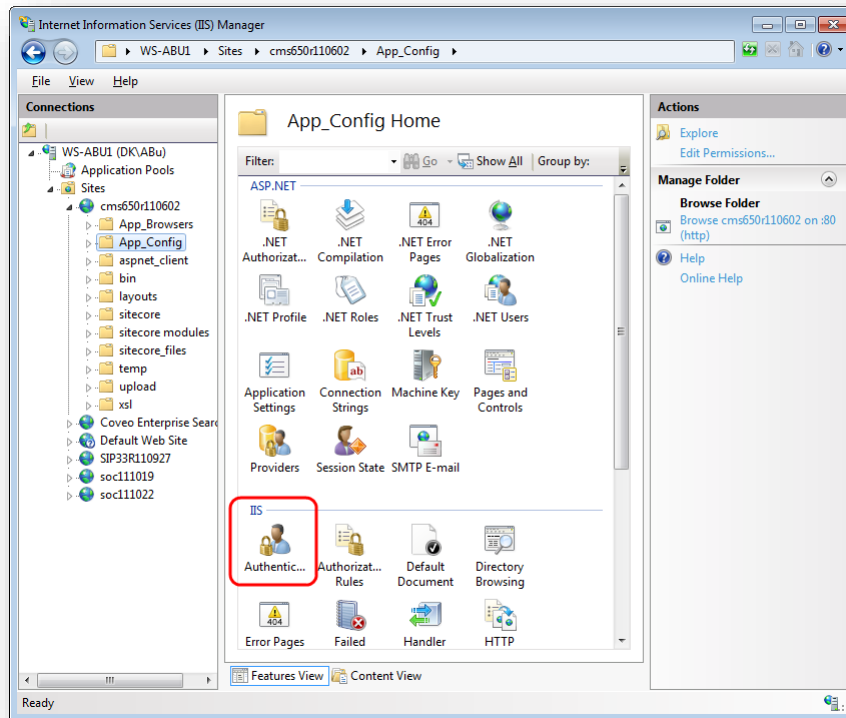 Internet Information Services (IIS) Manager
WS-ABU1 Sites cms650r110602 App_Config
File View Help
Connections
WS-ABU1 (DK\ABu)
Application Pools
Sites
cms650r110602
App_Browsers
App_Config
aspnet_client
bin
layouts
sitecore
sitecore modules
sitecore_files
temp
upload
xsl
Coveo Enterprise Sear
Default Web Site
SIP33R110927
soc111019
soc111022
App_Config Home
Filter: Go Show All Group by:
ASP.NET
.NET .NET .NET Error .NET
Authorizat... Compilation Pages Globalization
.NET Profile .NET Roles .NET Trust .NET Users
Levels
Application Connection Machine Key Pages and
Settings Strings Controls
Providers Session State SMTP E-mail
IIS
Authentic... Authorizat... Default Directory
Rules Document Browsing
Error Pages Failed Handler HTTP
Features View Content View
Actions
Explore
Edit Permissions...
Manage Folder
Browse Folder
Browse cms650r110602 on :80
(http)
Help
Online Help
Ready